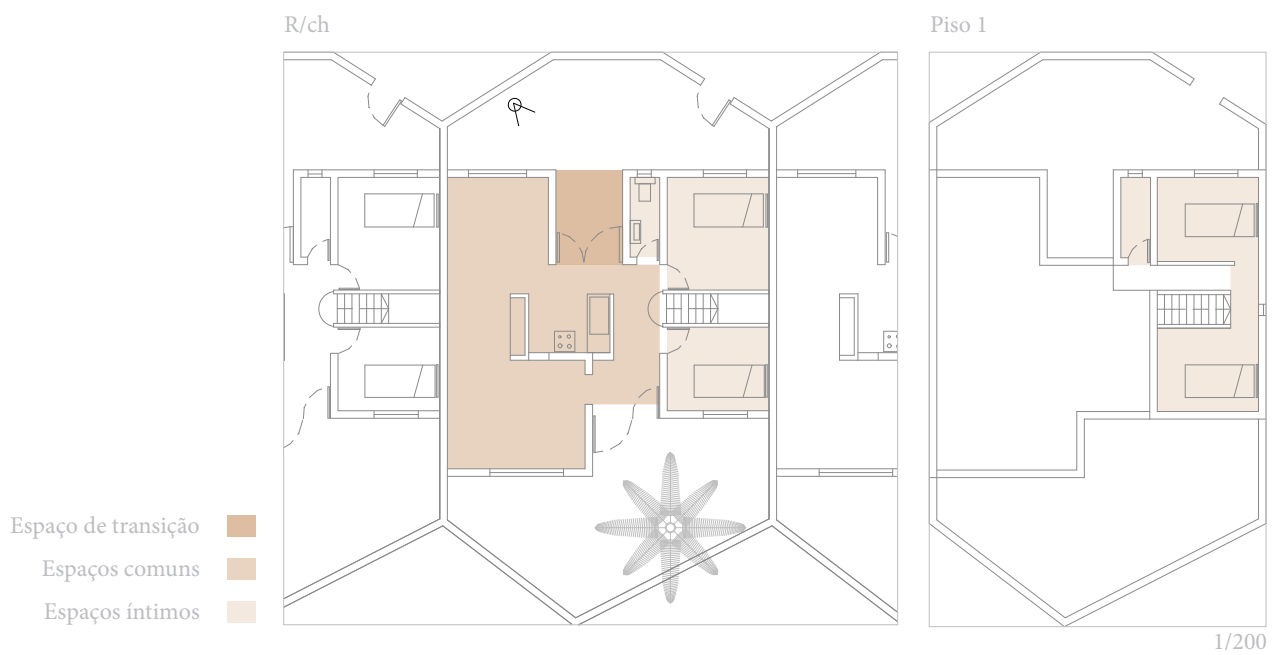 R/ch
Piso 1
Espaço de transição
Espaços comuns
Espaços íntimos
1/200